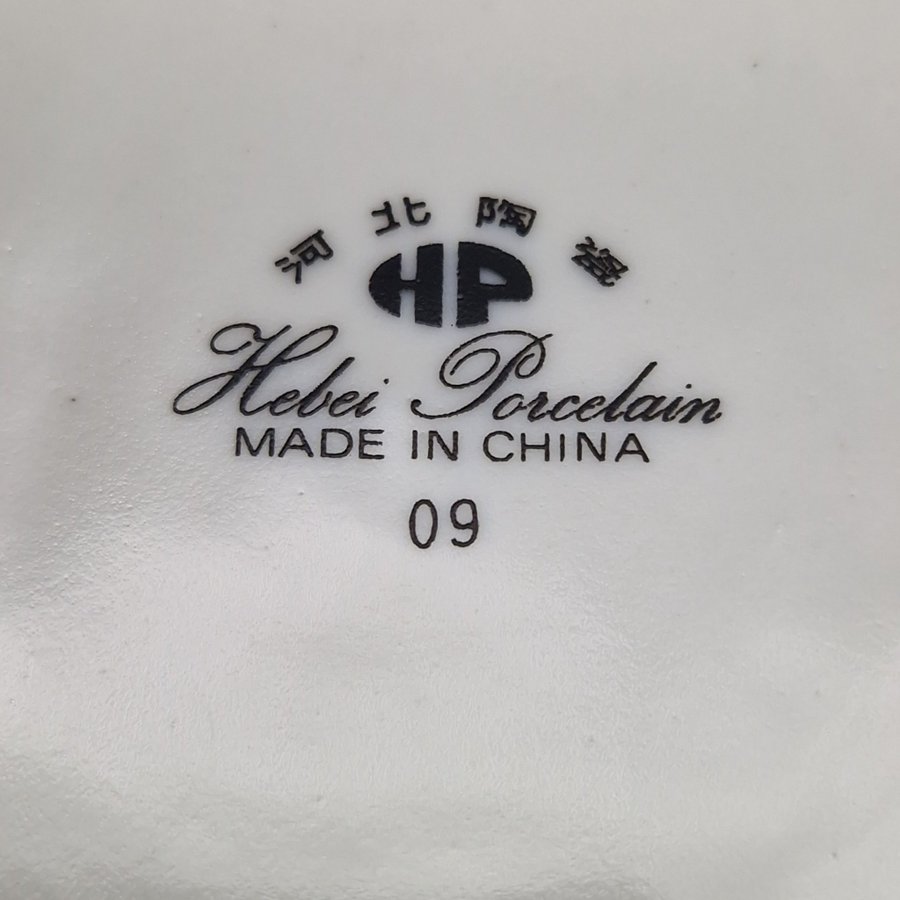 河北陶瓷
HP
Hebei Porcelain
MADE IN CHINA
09